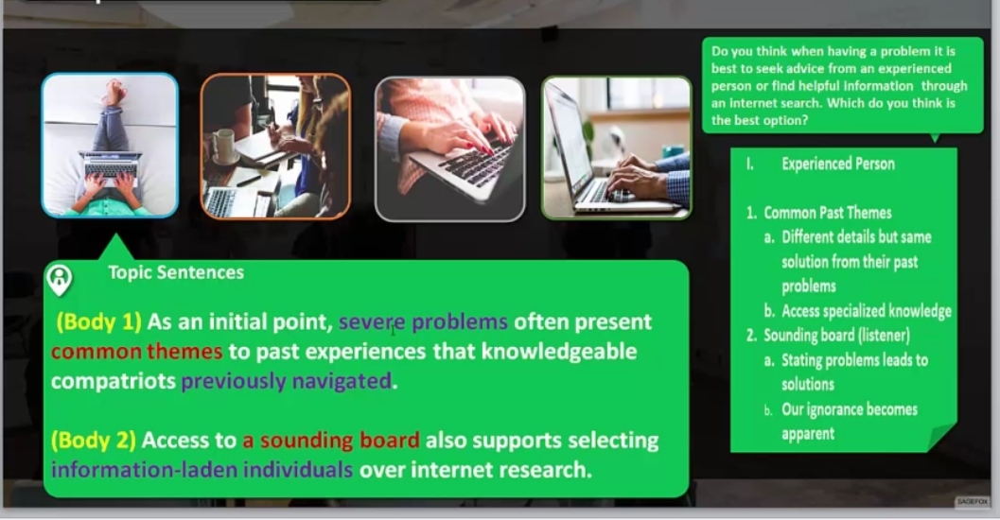 Do you think when having a problem it is
best to seek advice from an experienced
person or find helpful information through
an internet search. Which do you think is
the best option?
I. Experienced Person
1. Common Past Themes
a. Different details but same
solution from their past
problems
b. Access specialized knowledge
2. Sounding board (listener)
a. Stating problems leads to
solutions
b. Our ignorance becomes
apparent
Topic Sentences
(Body 1) As an initial point, severe problems often present
common themes to past experiences that knowledgeable
compatriots previously navigated.
(Body 2) Access to a sounding board also supports selecting
information-laden individuals over internet research.
SAGEFOX